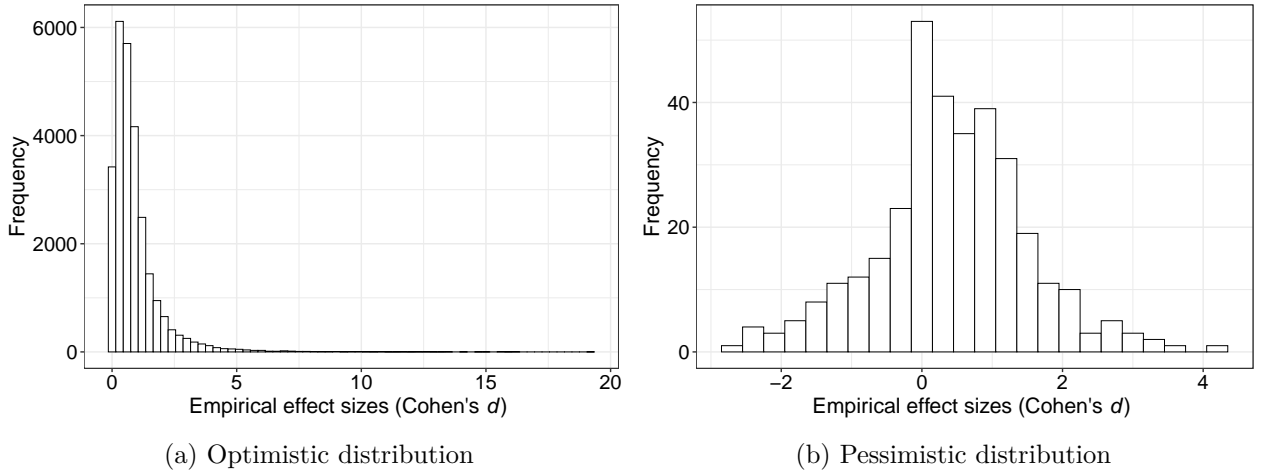 6000
4000
2000
0
Frequency
0
5
10
15
20
Empirical effect sizes (Cohen's d)
(a) Optimistic distribution
40
20
0
Frequency
−2
0
2
4
Empirical effect sizes (Cohen's d)
(b) Pessimistic distribution